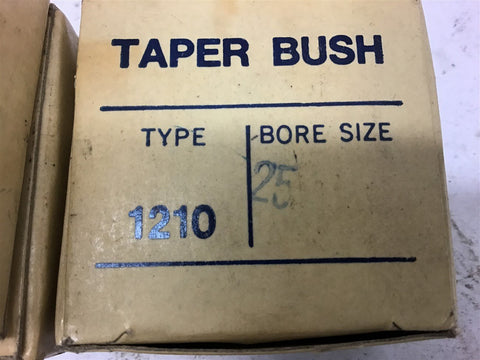 TAPER BUSH
TYPE BORE SIZE
1210 25